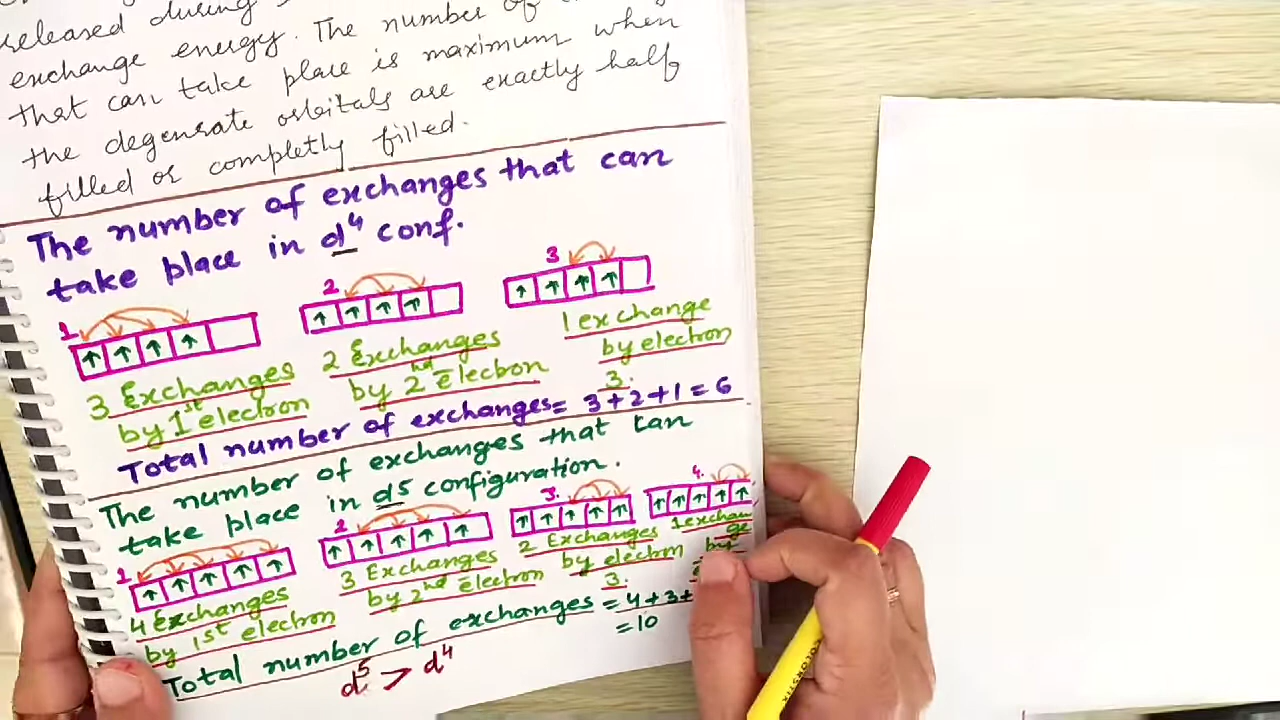 released during
exchange energy. The number of
that can take place is maximum when
the degenrate orbitals are exactly half
filled or completly filled.
The number of exchanges that can
take place in d⁴ conf.
1 2 3
3 Exchanges
by 1st electron
2 Exchanges
by 2nd electron
1 exchange
by electron
3.
Total number of exchanges= 3+2+1=6
The number of exchanges that can
take place in d5 configuration.
1 2 3. 4.
4 Exchanges
by 1st electron
3 Exchanges
by 2nd electron
2 Exchanges
by electron
3.
1exchan
ge
by
Total number of exchanges = 4+3+
=10
d⁵ > d⁴